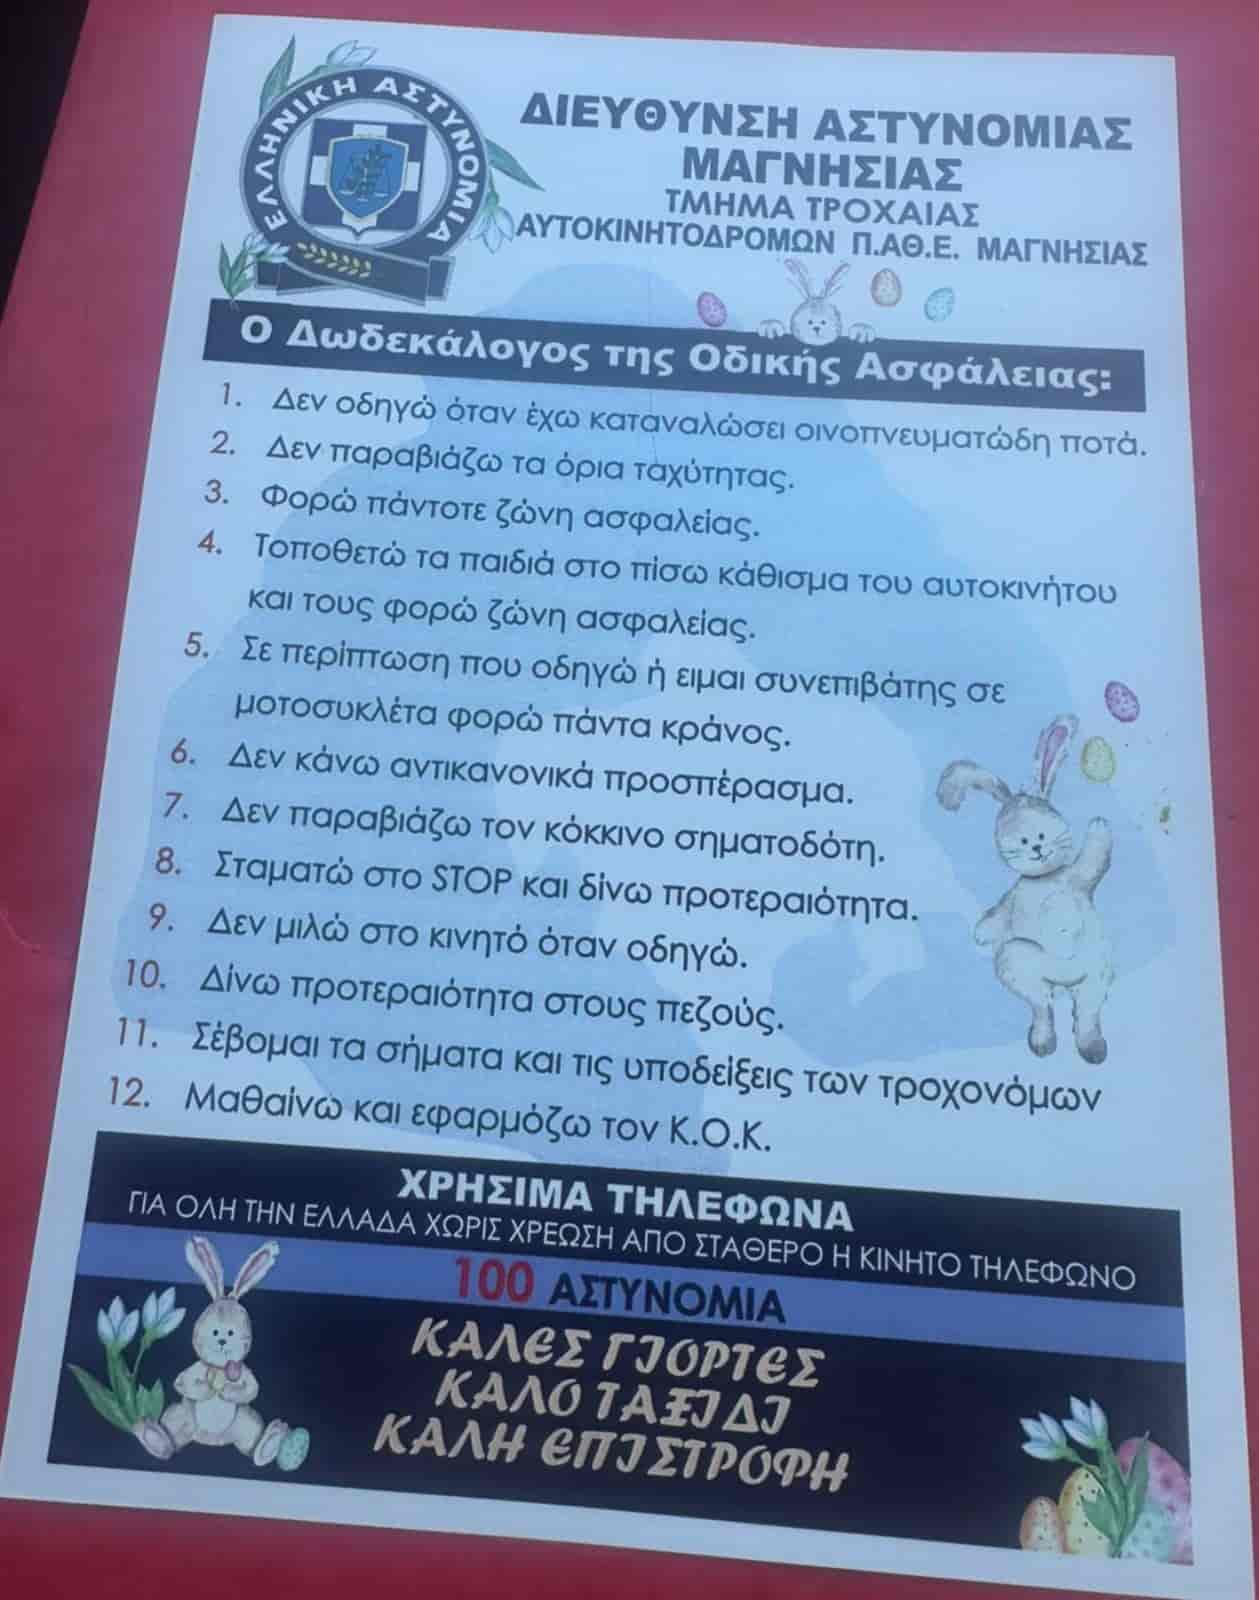 ΕΛΛΗΝΙΚΗ ΑΣΤΥΝΟΜΙΑ
ΔΙΕΥΘΥΝΣΗ ΑΣΤΥΝΟΜΙΑΣ
ΜΑΓΝΗΣΙΑΣ
ΤΜΗΜΑ ΤΡΟΧΑΙΑΣ
ΑΥΤΟΚΙΝΗΤΟΔΡΟΜΩΝ Π.ΑΘ.Ε. ΜΑΓΝΗΣΙΑΣ
Ο Δωδεκάλογος της Οδικής Ασφάλειας:
1. Δεν οδηγώ όταν έχω καταναλώσει οινοπνευματώδη ποτά.
2. Δεν παραβιάζω τα όρια ταχύτητας.
3. Φορώ πάντοτε ζώνη ασφαλείας.
4. Τοποθετώ τα παιδιά στο πίσω κάθισμα του αυτοκινήτου
και τους φορώ ζώνη ασφαλείας.
5. Σε περίπτωση που οδηγώ ή ειμαι συνεπιβάτης σε
μοτοσυκλέτα φορώ πάντα κράνος.
6. Δεν κάνω αντικανονικά προσπέρασμα.
7. Δεν παραβιάζω τον κόκκινο σηματοδότη.
8. Σταματώ στο STOP και δίνω προτεραιότητα.
9. Δεν μιλώ στο κινητό όταν οδηγώ.
10. Δίνω προτεραιότητα στους πεζούς.
11. Σέβομαι τα σήματα και τις υποδείξεις των τροχονόμων
12. Μαθαίνω και εφαρμόζω τον Κ.Ο.Κ.
ΧΡΗΣΙΜΑ ΤΗΛΕΦΩΝΑ
ΓΙΑ ΟΛΗ ΤΗΝ ΕΛΛΑΔΑ ΧΩΡΙΣ ΧΡΕΩΣΗ ΑΠΟ ΣΤΑΘΕΡΟ Η ΚΙΝΗΤΟ ΤΗΛΕΦΩΝΟ
100 ΑΣΤΥΝΟΜΙΑ
ΚΑΛΕΣ ΓΙΟΡΤΕΣ
ΚΑΛΟ ΤΑΞΙΔΙ
ΚΑΛΗ ΕΠΙΣΤΡΟΦΗ